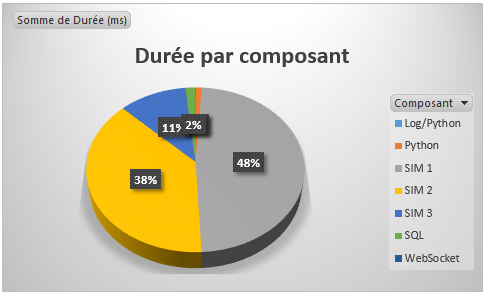 Somme de Durée (ms)
Durée par composant
Composant
Log/Python
Python
SIM 1
SIM 2
SIM 3
SQL
WebSocket
11%
2%
48%
38%